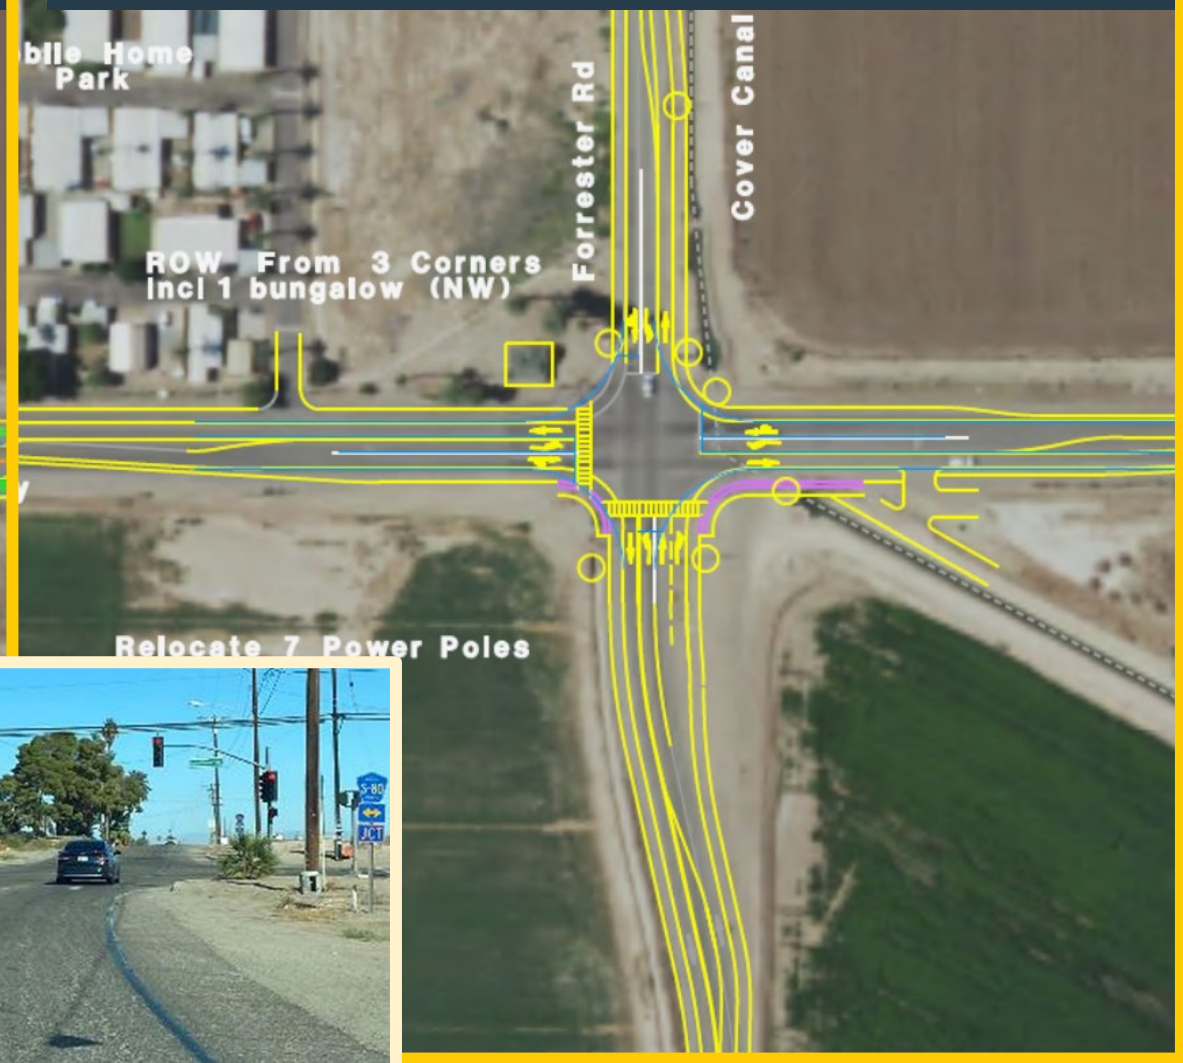 bile Home
Park
Forrester Rd
Cover Canal
ROW From 3 Corners
incl 1 bungalow (NW)
y
Relocate 7 Power Poles
S-80
JCT